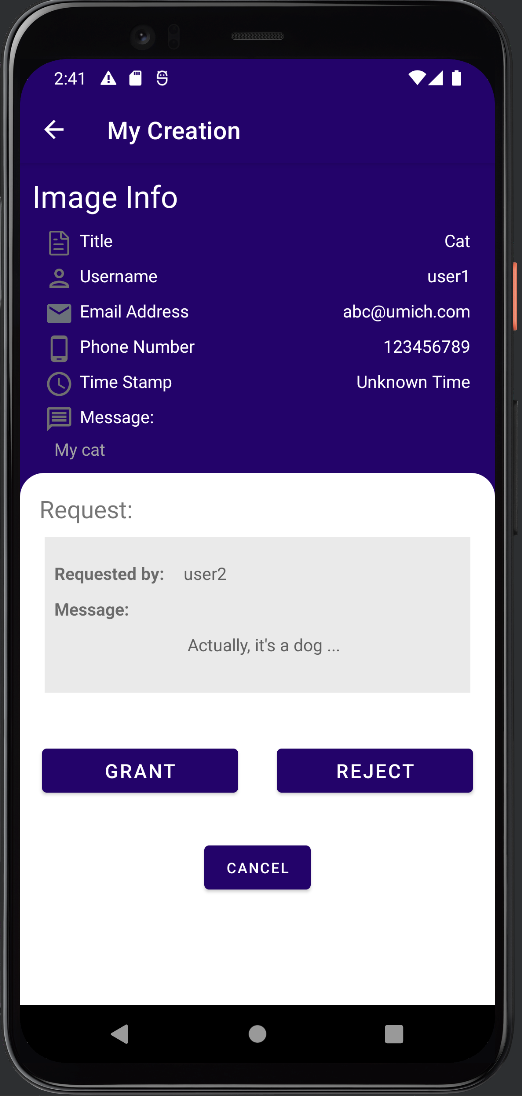 2:41
My Creation
Image Info
Title Cat
Username user1
Email Address abc@umich.com
Phone Number 123456789
Time Stamp Unknown Time
Message:
My cat
Request:
Requested by: user2
Message:
Actually, it's a dog ...
GRANT REJECT
CANCEL